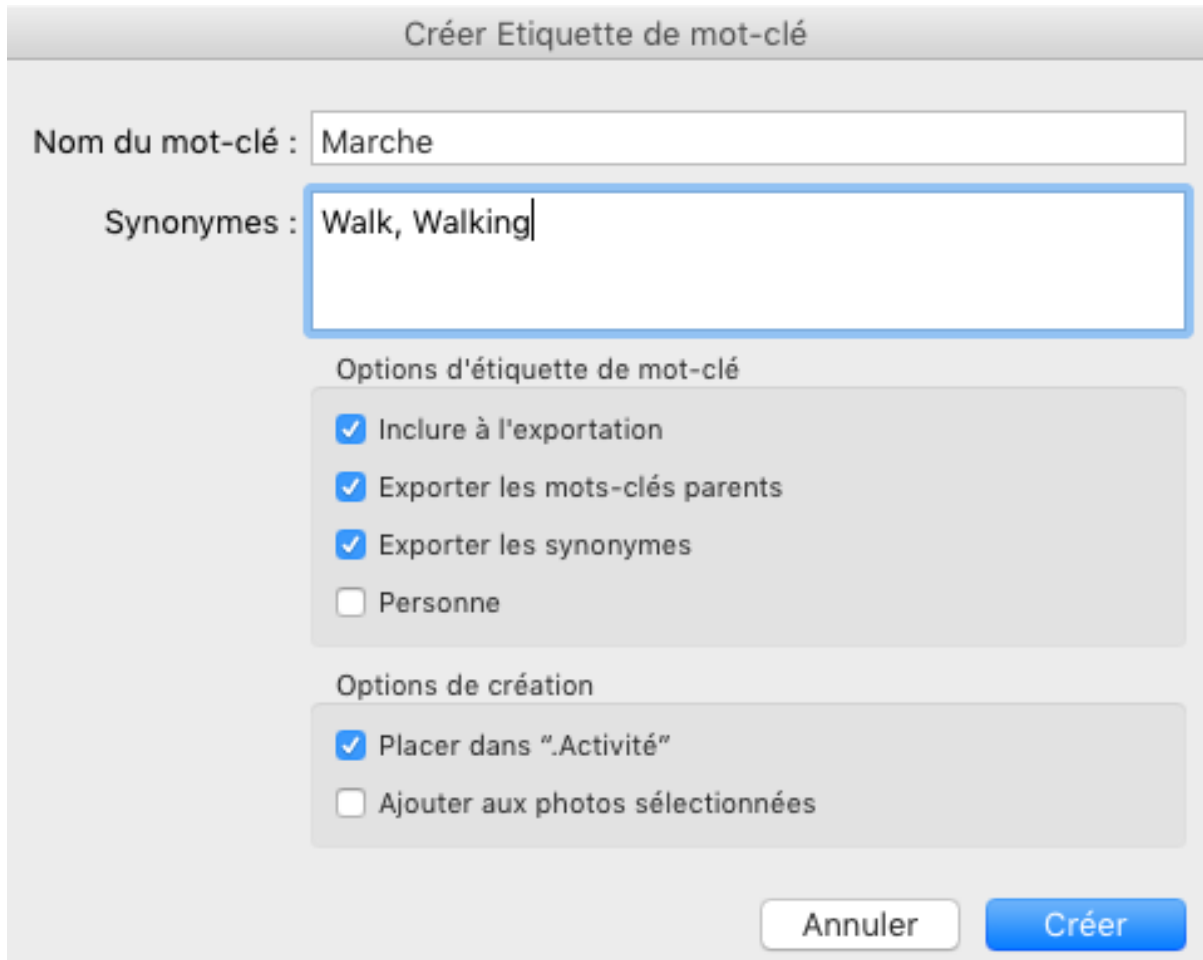 Créer Etiquette de mot-clé
Nom du mot-clé : Marche
Synonymes : Walk, Walking
Options d'étiquette de mot-clé
Inclure à l'exportation
Exporter les mots-clés parents
Exporter les synonymes
Personne
Options de création
Placer dans “.Activité”
Ajouter aux photos sélectionnées
Annuler Créer